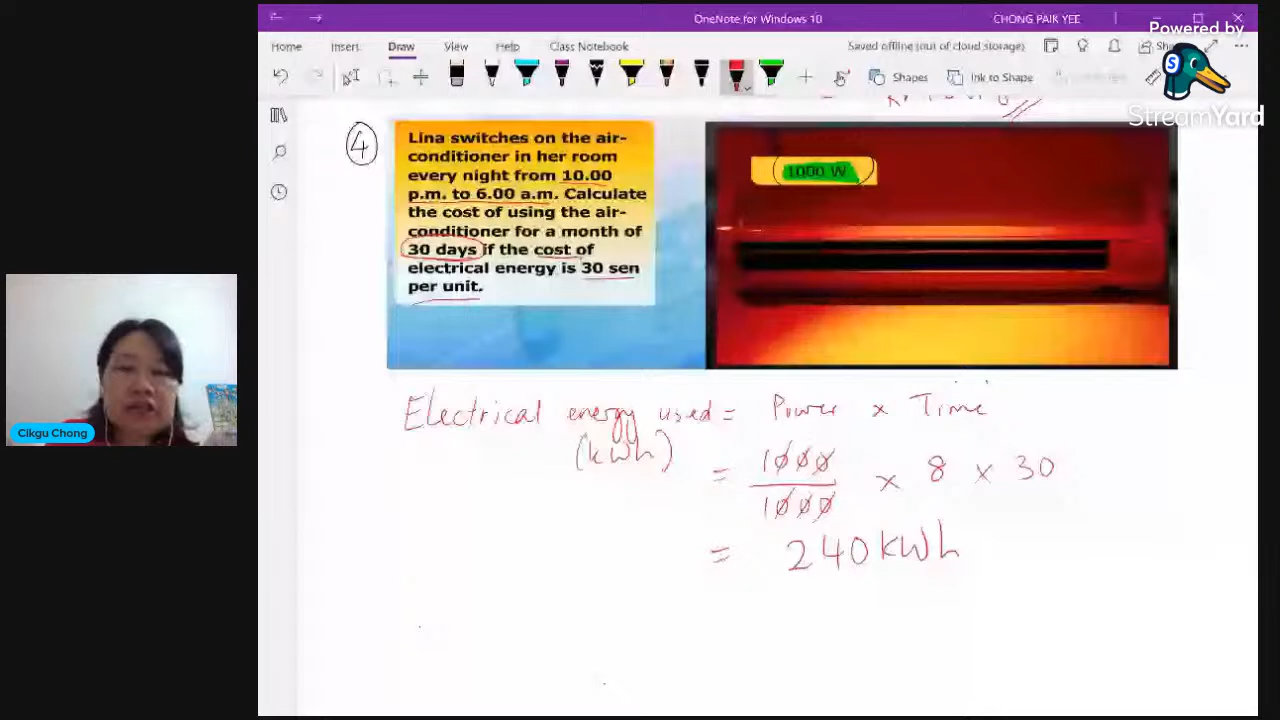 OneNote for Windows 10
CHONG PAIK YEE
Powered by
Home Insert Draw View Help Class Notebook
Saved offline (out of cloud storage)
StreamYard
Shapes
Ink to Shape
4
Lina switches on the air-
conditioner in her room
every night from 10.00
p.m. to 6.00 a.m. Calculate
the cost of using the air-
conditioner for a month of
30 days if the cost of
electrical energy is 30 sen
per unit.
1000 W
Electrical energy used = Power x Time
(kWh)
= 1000
1000
x 8 x 30
= 240 kWh
Cikgu Chong